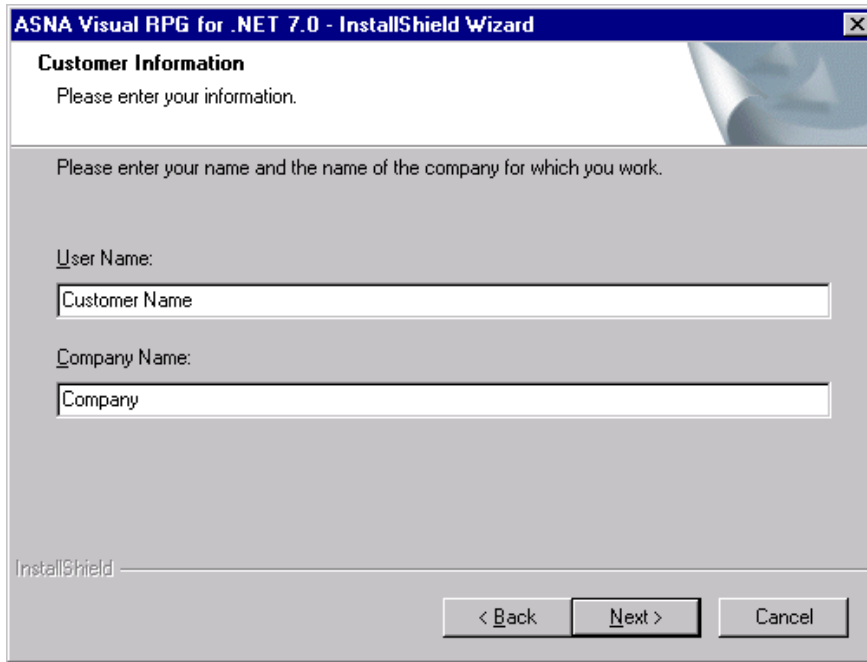 ASNA Visual RPG for .NET 7.0 - InstallShield Wizard
Customer Information
Please enter your information.
Please enter your name and the name of the company for which you work.
User Name:
Customer Name
Company Name:
Company
InstallShield
< Back Next > Cancel